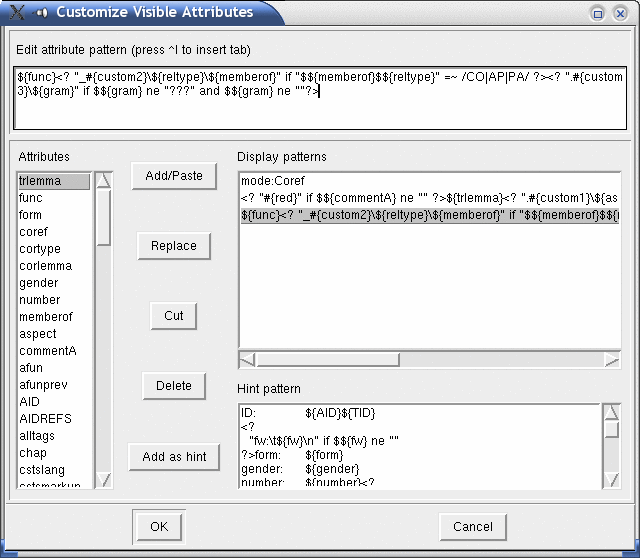 Customize Visible Attributes
Edit attribute pattern (press ^I to insert tab)
${func}<? "_#{custom2}\${reltype}\${memberof}" if "$${memberof}$${reltype}" =~ /CO|AP|PA/ ?><? ".#{custom
3}\${gram}" if $${gram} ne "???" and $${gram} ne ""?>
Attributes
trlemma
func
form
coref
cortype
corlemma
gender
number
memberof
aspect
commentA
afun
afunprev
AID
AIDREFS
alltags
chap
cstslang
cstsmarkup
Add/Paste
Replace
Cut
Delete
Add as hint
Display patterns
mode:Coref
<? "#{red}" if $${commentA} ne "" ?>${trlemma}<? ".#{custom1}\${as
${func}<? "_#{custom2}\${reltype}\${memberof}" if "$${memberof}$${r
Hint pattern
ID: ${AID}${TID}
<?
"fw:\t${fw}\n" if $${fw} ne ""
?>form: ${form}
gender: ${gender}
number: ${number}<?
OK
Cancel